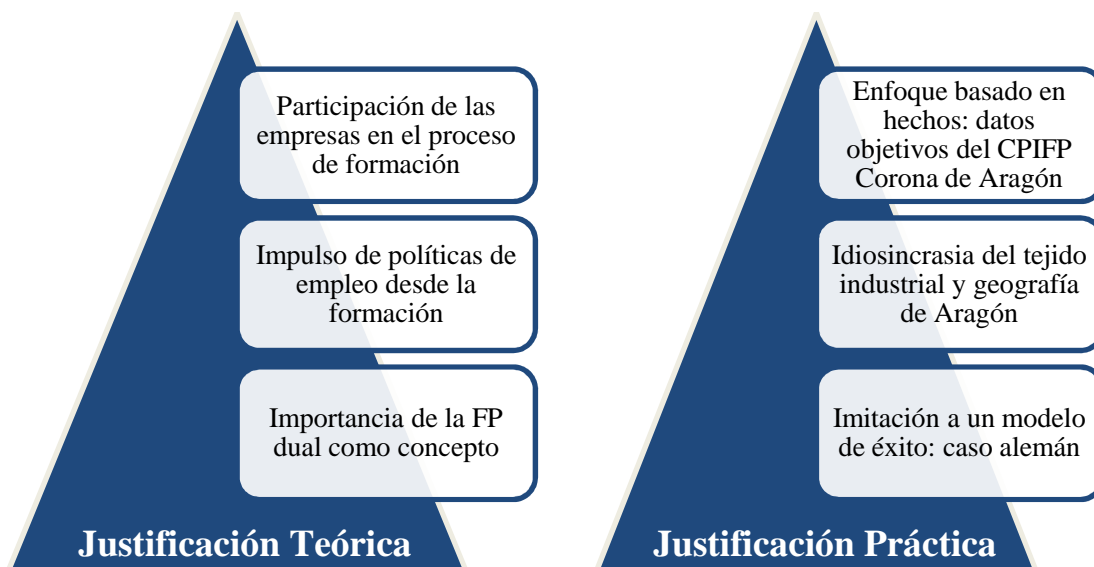 Participación de las
empresas en el proceso
de formación
Impulso de políticas de
empleo desde la
formación
Importancia de la FP
dual como concepto
Justificación Teórica
Enfoque basado en
hechos: datos
objetivos del CPIFP
Corona de Aragón
Idiosincrasia del tejido
industrial y geografía
de Aragón
Imitación a un modelo
de éxito: caso alemán
Justificación Práctica